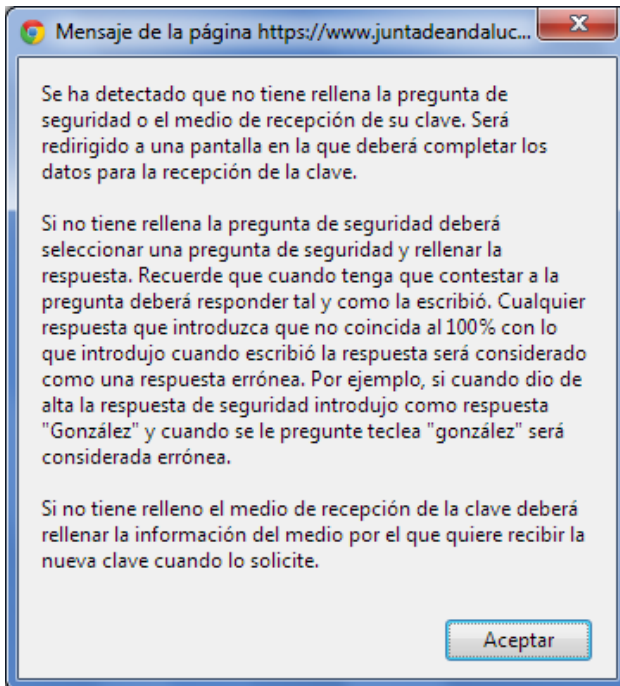 Mensaje de la página https://www.juntadeandaluc...
Se ha detectado que no tiene rellena la pregunta de
seguridad o el medio de recepción de su clave. Será
redirigido a una pantalla en la que deberá completar los
datos para la recepción de la clave.
Si no tiene rellena la pregunta de seguridad deberá
seleccionar una pregunta de seguridad y rellenar la
respuesta. Recuerde que cuando tenga que contestar a la
pregunta deberá responder tal y como la escribió. Cualquier
respuesta que introduzca que no coincida al 100% con lo
que introdujo cuando escribió la respuesta será considerado
como una respuesta errónea. Por ejemplo, si cuando dio de
alta la respuesta de seguridad introdujo como respuesta
"González" y cuando se le pregunte teclea "gonzález" será
considerada errónea.
Si no tiene relleno el medio de recepción de la clave deberá
rellenar la información del medio por el que quiere recibir la
nueva clave cuando lo solicite.
Aceptar